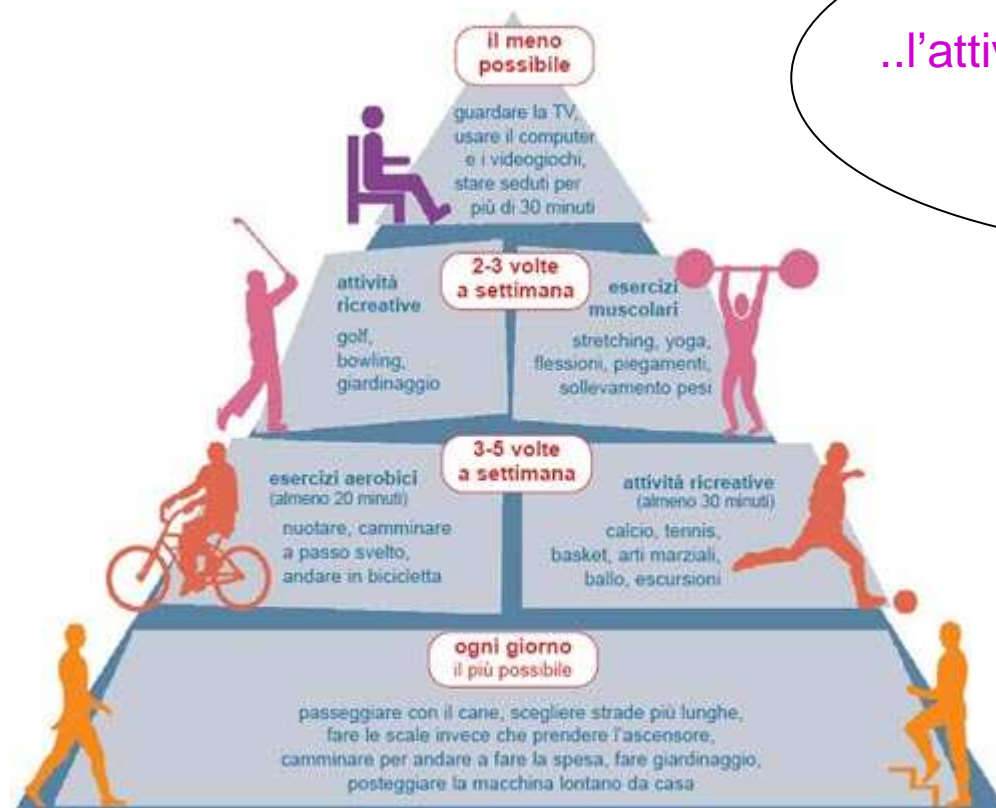 ..l'attiv
il meno
possibile
guardare la TV,
usare il computer
e i videogiochi,
stare seduti per
più di 30 minuti
2-3 volte
a settimana
attività
ricreative
golf,
bowling,
giardinaggio
esercizi
muscolari
stretching, yoga,
flessioni, piegamenti,
sollevamento pesi
3-5 volte
a settimana
esercizi aerobici
(almeno 20 minuti)
nuotare, camminare
a passo svelto,
andare in bicicletta
attività ricreative
(almeno 30 minuti)
calcio, tennis,
basket, arti marziali,
ballo, escursioni
ogni giorno
il più possibile
passeggiare con il cane, scegliere strade più lunghe,
fare le scale invece che prendere l'ascensore,
camminare per andare a fare la spesa, fare giardinaggio,
posteggiare la macchina lontano da casa